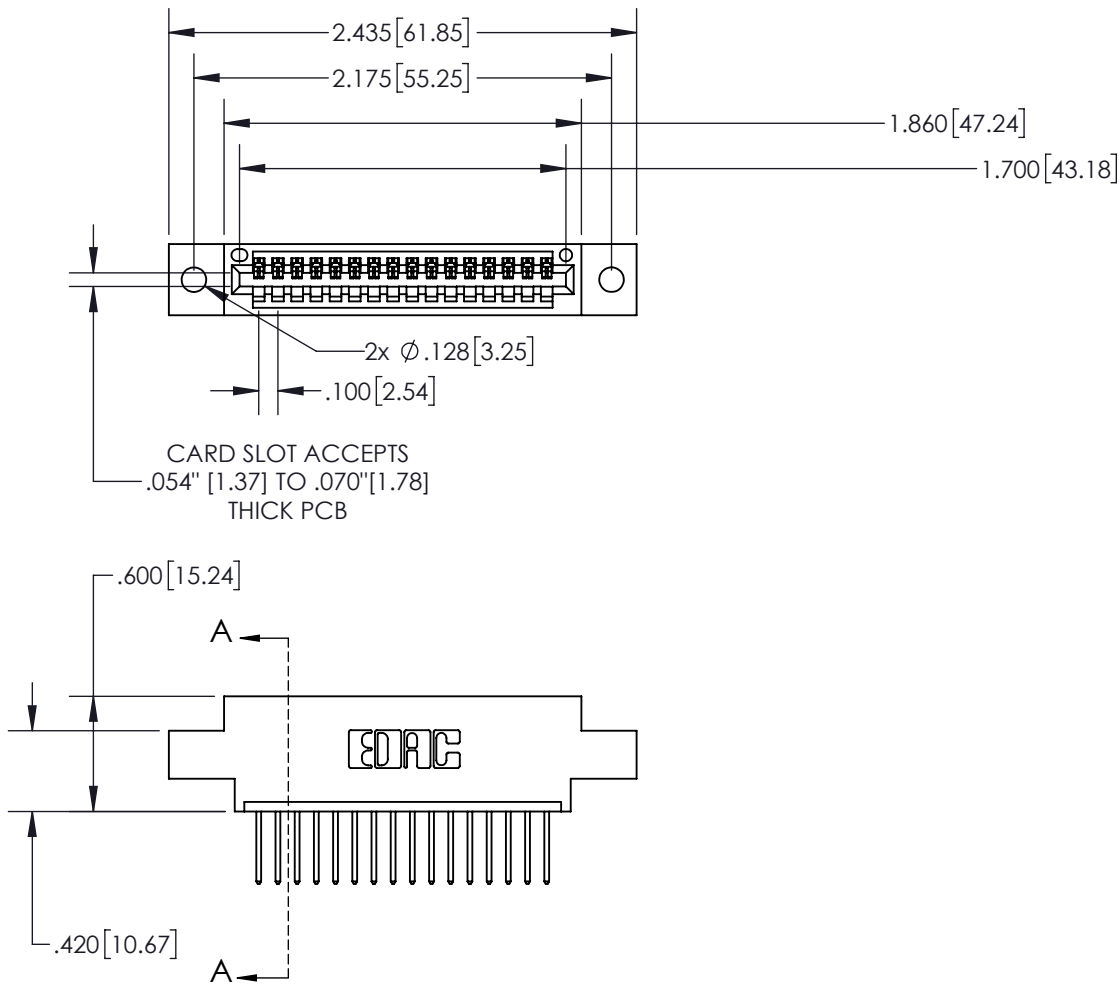 2.435[61.85]
2.175[55.25]
1.860[47.24]
1.700[43.18]
2x ∅.128[3.25]
.100[2.54]
CARD SLOT ACCEPTS
.054" [1.37] TO .070"[1.78]
THICK PCB
.600[15.24]
A
EDAC
.420[10.67]
A